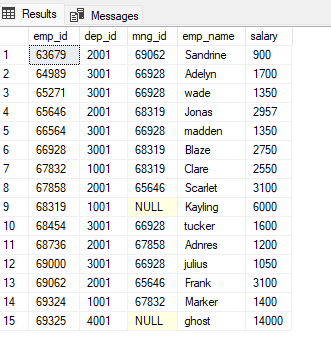 Results Messages
emp_id dep_id mng_id emp_name salary
1 63679 2001 69062 Sandrine 900
2 64989 3001 66928 Adelyn 1700
3 65271 3001 66928 wade 1350
4 65646 2001 68319 Jonas 2957
5 66564 3001 66928 madden 1350
6 66928 3001 68319 Blaze 2750
7 67832 1001 68319 Clare 2550
8 67858 2001 65646 Scarlet 3100
9 68319 1001 NULL Kayling 6000
10 68454 3001 66928 tucker 1600
11 68736 2001 67858 Adnres 1200
12 69000 3001 66928 julius 1050
13 69062 2001 65646 Frank 3100
14 69324 1001 67832 Marker 1400
15 69325 4001 NULL ghost 14000